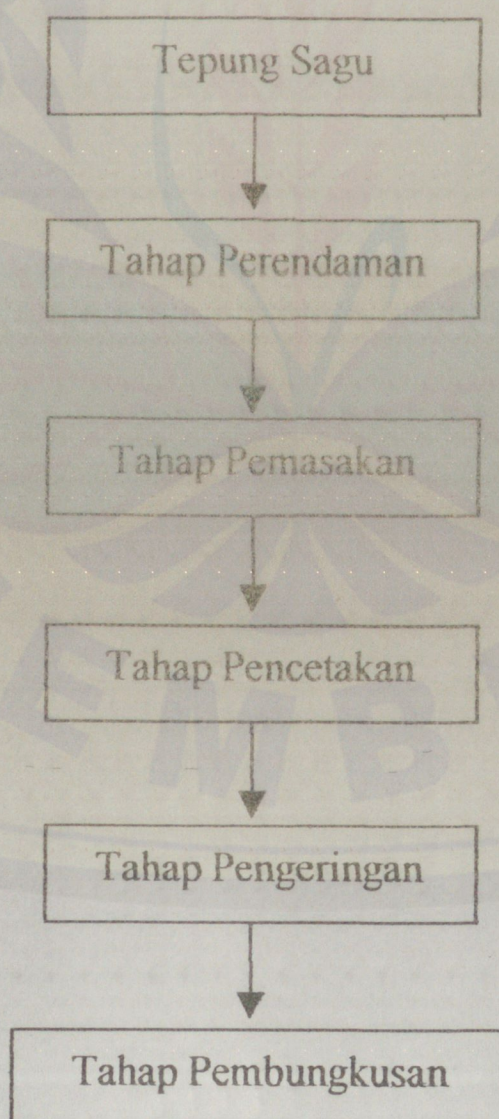 Tepung Sagu
Tahap Perendaman
Tahap Pemasakan
Tahap Pencetakan
Tahap Pengeringan
Tahap Pembungkusan